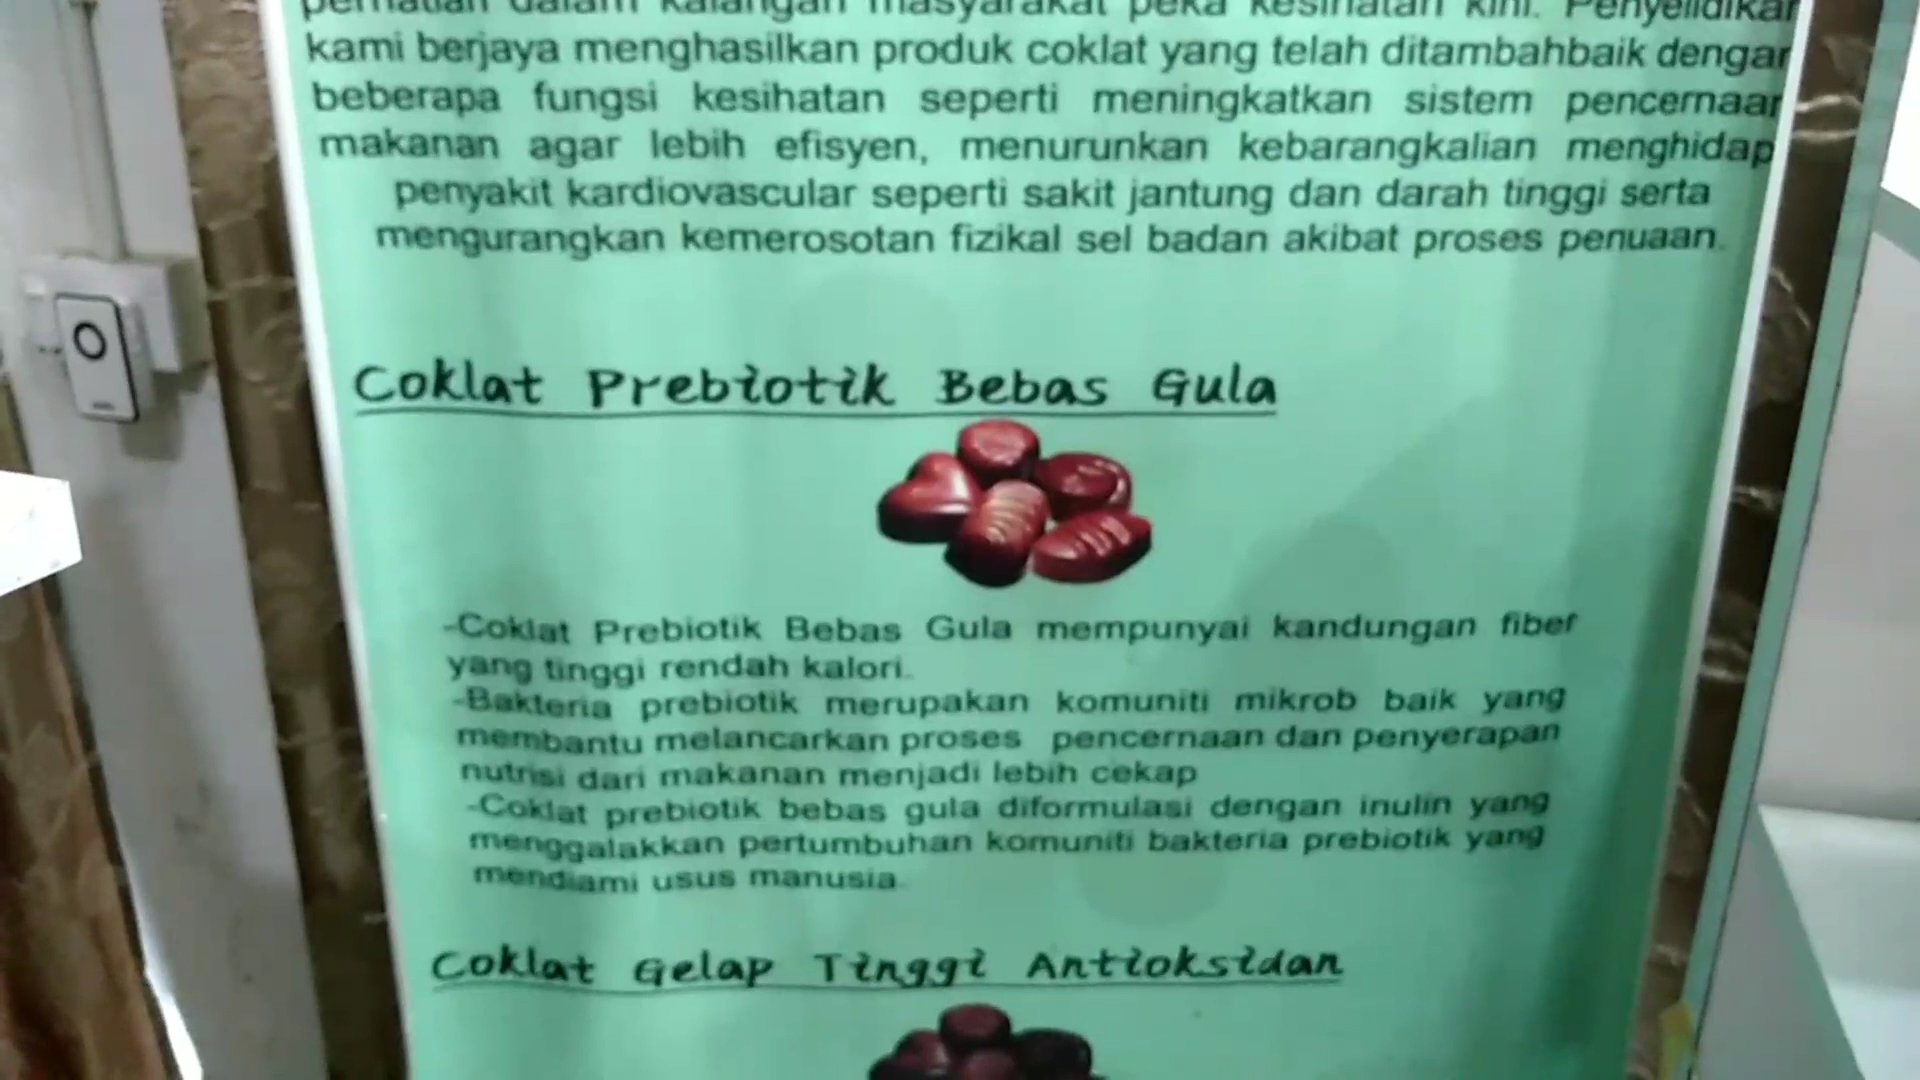 perhatian dalam kalangan masyarakat peka kesihatan kini. Penyelidikan
kami berjaya menghasilkan produk coklat yang telah ditambahbaik dengan
beberapa fungsi kesihatan seperti meningkatkan sistem pencernaan
makanan agar lebih efisyen, menurunkan kebarangkalian menghidap
penyakit kardiovascular seperti sakit jantung dan darah tinggi serta
mengurangkan kemerosotan fizikal sel badan akibat proses penuaan.
Coklat Prebiotik Bebas Gula
-Coklat Prebiotik Bebas Gula mempunyai kandungan fiber
yang tinggi rendah kalori.
-Bakteria prebiotik merupakan komuniti mikrob baik yang
membantu melancarkan proses pencernaan dan penyerapan
nutrisi dari makanan menjadi lebih cekap
-Coklat prebiotik bebas gula diformulasi dengan inulin yang
menggalakkan pertumbuhan komuniti bakteria prebiotik yang
mendiami usus manusia.
Coklat Gelap Tinggi Antioksidan